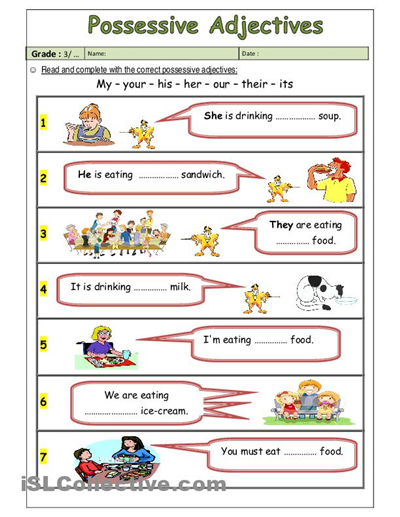 Possessive Adjectives
Grade : 3/ ... Name: Date :
☺ Read and complete with the correct possessive adjectives:
My – your – his – her – our – their – its
1 She is drinking ................ soup.
2 He is eating ................ sandwich.
3 They are eating
.............. food.
4 It is drinking .............. milk.
5 I'm eating .............. food.
6 We are eating
...................... ice-cream.
7 You must eat .............. food.
iSLCollective.com